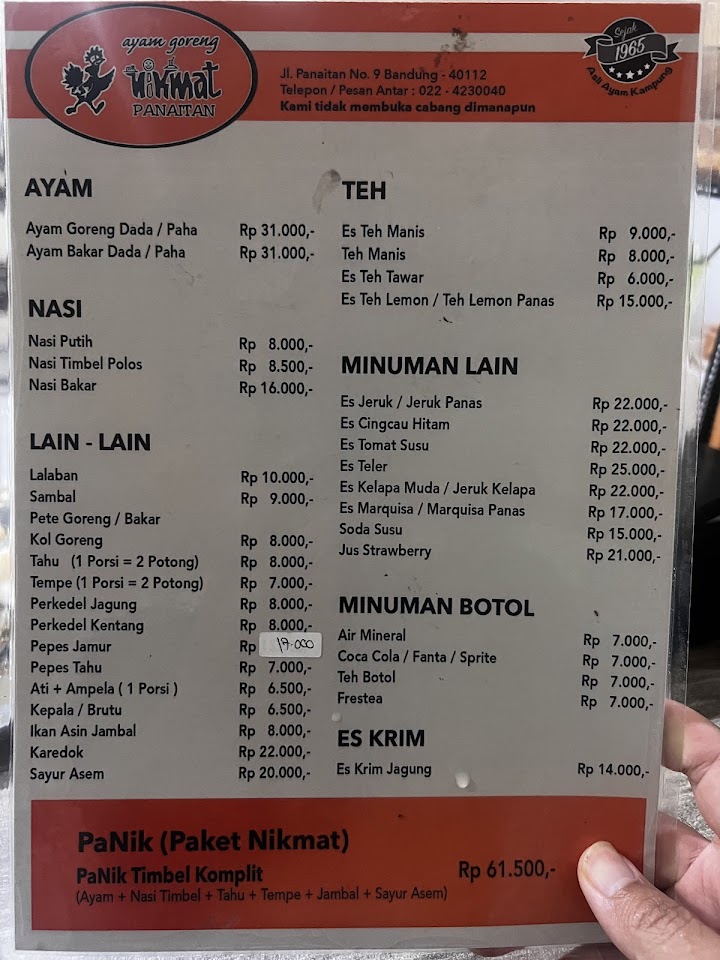 ayam goreng
NIKMAT
PANAITAN
Jl. Panaitan No. 9 Bandung - 40112
Telepon / Pesan Antar : 022 - 4230040
Kami tidak membuka cabang dimanapun
Sejak
1965
Asli Ayam Kampung
AYAM
Ayam Goreng Dada / Paha Rp 31.000,-
Ayam Bakar Dada / Paha Rp 31.000,-
NASI
Nasi Putih Rp 8.000,-
Nasi Timbel Polos Rp 8.500,-
Nasi Bakar Rp 16.000,-
LAIN - LAIN
Lalaban Rp 10.000,-
Sambal Rp 9.000,-
Pete Goreng / Bakar
Kol Goreng Rp 8.000,-
Tahu (1 Porsi = 2 Potong) Rp 8.000,-
Tempe (1 Porsi = 2 Potong) Rp 7.000,-
Perkedel Jagung Rp 8.000,-
Perkedel Kentang Rp 8.000,-
Pepes Jamur Rp
Pepes Tahu Rp 7.000,-
Ati + Ampela ( 1 Porsi ) Rp 6.500,-
Kepala / Brutu Rp 6.500,-
Ikan Asin Jambal Rp 8.000,-
Karedok Rp 22.000,-
Sayur Asem Rp 20.000,-
TEH
Es Teh Manis Rp 9.000,-
Teh Manis Rp 8.000,-
Es Teh Tawar Rp 6.000,-
Es Teh Lemon / Teh Lemon Panas Rp 15.000,-
MINUMAN LAIN
Es Jeruk / Jeruk Panas Rp 22.000,-
Es Cingcau Hitam Rp 22.000,-
Es Tomat Susu Rp 22.000,-
Es Teler Rp 25.000,-
Es Kelapa Muda / Jeruk Kelapa Rp 22.000,-
Es Marquisa / Marquisa Panas Rp 17.000,-
Soda Susu Rp 15.000,-
Jus Strawberry Rp 21.000,-
MINUMAN BOTOL
Air Mineral Rp 7.000,-
Coca Cola / Fanta / Sprite Rp 7.000,-
Teh Botol Rp 7.000,-
Frestea Rp 7.000,-
ES KRIM
Es Krim Jagung Rp 14.000,-
PaNik (Paket Nikmat)
PaNik Timbel Komplit Rp 61.500,-
(Ayam + Nasi Timbel + Tahu + Tempe + Jambal + Sayur Asem)